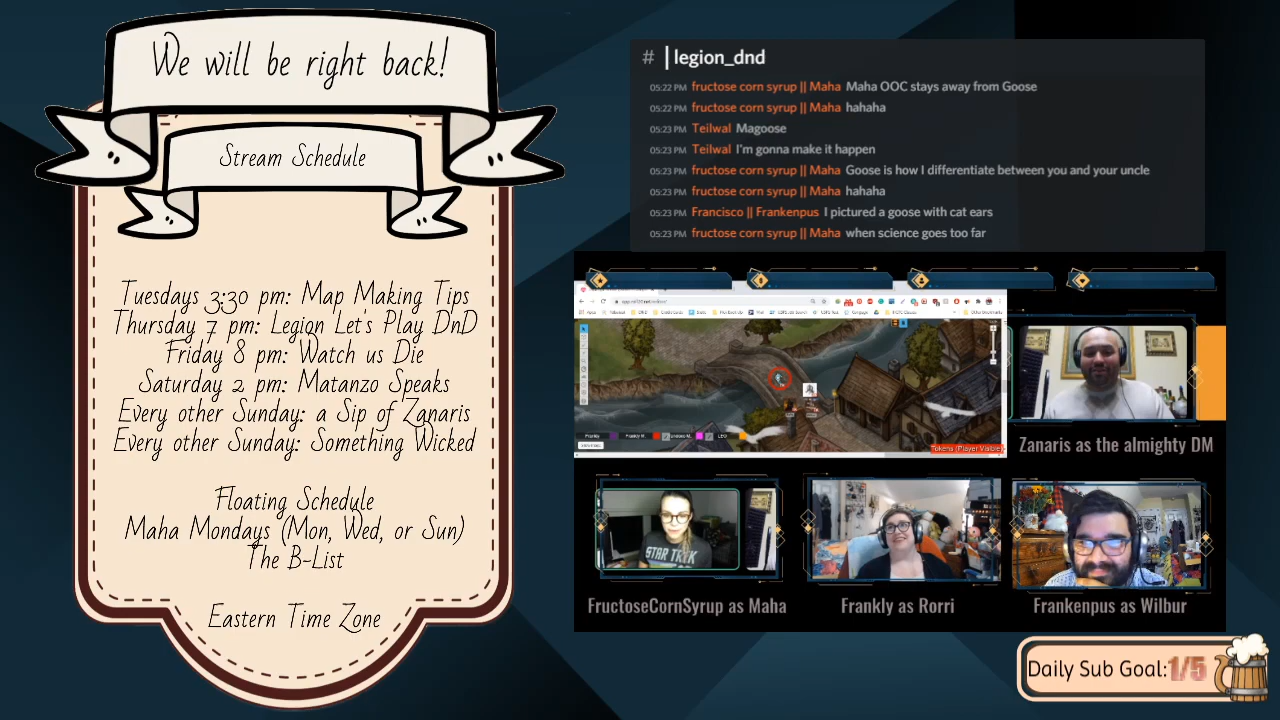 We will be right back!
Stream Schedule
Tuesdays 3:30 pm: Map Making Tips
Thursday 7 pm: Legion Let's Play DnD
Friday 8 pm: Watch us Die
Saturday 2 pm: Matanzo Speaks
Every other Sunday: a Sip of Zanaris
Every other Sunday: Something Wicked
Floating Schedule
Maha Mondays (Mon, Wed, or Sun)
The B-List
Eastern Time Zone
# | legion_dnd
05:22 PM fructose corn syrup || Maha Maha OOC stays away from Goose
05:22 PM fructose corn syrup || Maha hahaha
05:23 PM Teilwal Magoose
05:23 PM Teilwal I'm gonna make it happen
05:23 PM fructose corn syrup || Maha Goose is how I differentiate between you and your uncle
05:23 PM fructose corn syrup || Maha hahaha
05:23 PM Francisco || Frankenpus I pictured a goose with cat ears
05:23 PM fructose corn syrup || Maha when science goes too far
Tokens (Player Visible)
Zanaris as the almighty DM
STAR TREK
FructoseCornSyrup as Maha
Frankly as Rorri
Frankenpus as Wilbur
Daily Sub Goal: 1/5